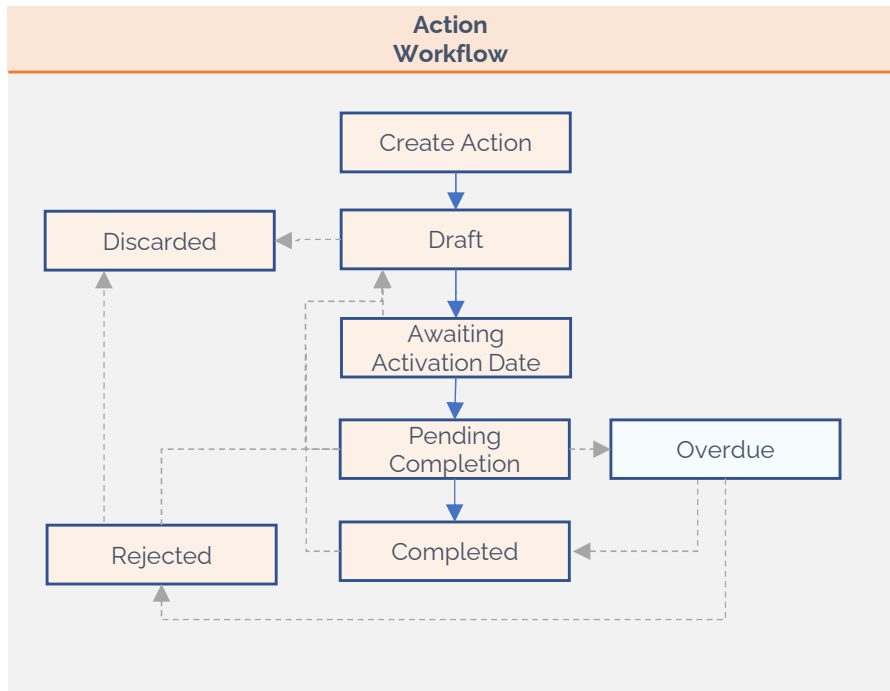 Action
Workflow
Create Action
Discarded
Draft
Awaiting
Activation Date
Pending
Completion
Overdue
Rejected
Completed